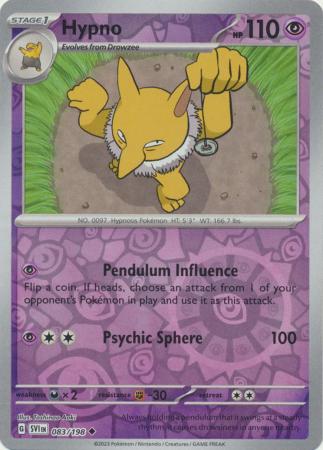 STAGE 1 Hypno HP 110
Evolves from Drowzee
NO. 0097 Hypnosis Pokémon HT: 5'3" WT: 166.7 lbs.
Pendulum Influence
Flip a coin. If heads, choose an attack from 1 of your
opponent's Pokémon in play and use it as this attack.
Psychic Sphere 100
weakness ×2 resistance -30 retreat
Illus. Toshinao Aoki
G SVI EN 083/198
Always holding a pendulum that swings at a steady
rhythm, it causes drowsiness in anyone nearby.
©2023 Pokémon / Nintendo / Creatures / GAME FREAK